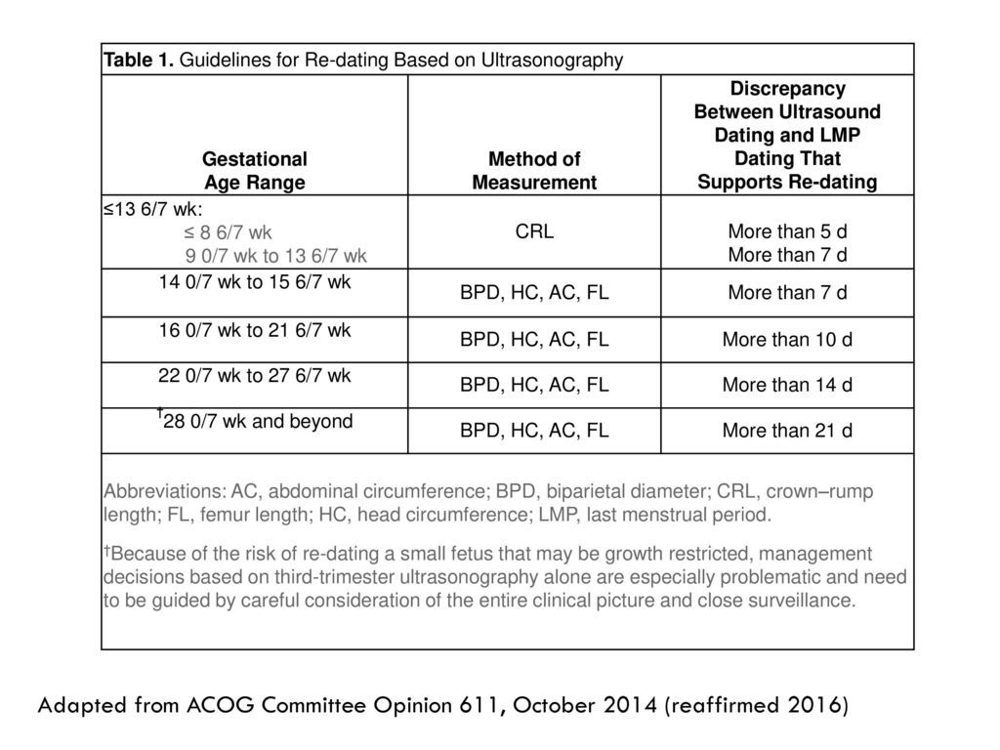 Table 1. Guidelines for Re-dating Based on Ultrasonography
Gestational
Age Range
Method of
Measurement
Discrepancy
Between Ultrasound
Dating and LMP
Dating That
Supports Re-dating
≤13 6/7 wk:
≤ 8 6/7 wk
9 0/7 wk to 13 6/7 wk
CRL
More than 5 d
More than 7 d
14 0/7 wk to 15 6/7 wk
BPD, HC, AC, FL
More than 7 d
16 0/7 wk to 21 6/7 wk
BPD, HC, AC, FL
More than 10 d
22 0/7 wk to 27 6/7 wk
BPD, HC, AC, FL
More than 14 d
†28 0/7 wk and beyond
BPD, HC, AC, FL
More than 21 d
Abbreviations: AC, abdominal circumference; BPD, biparietal diameter; CRL, crown–rump
length; FL, femur length; HC, head circumference; LMP, last menstrual period.
†Because of the risk of re-dating a small fetus that may be growth restricted, management
decisions based on third-trimester ultrasonography alone are especially problematic and need
to be guided by careful consideration of the entire clinical picture and close surveillance.
Adapted from ACOG Committee Opinion 611, October 2014 (reaffirmed 2016)